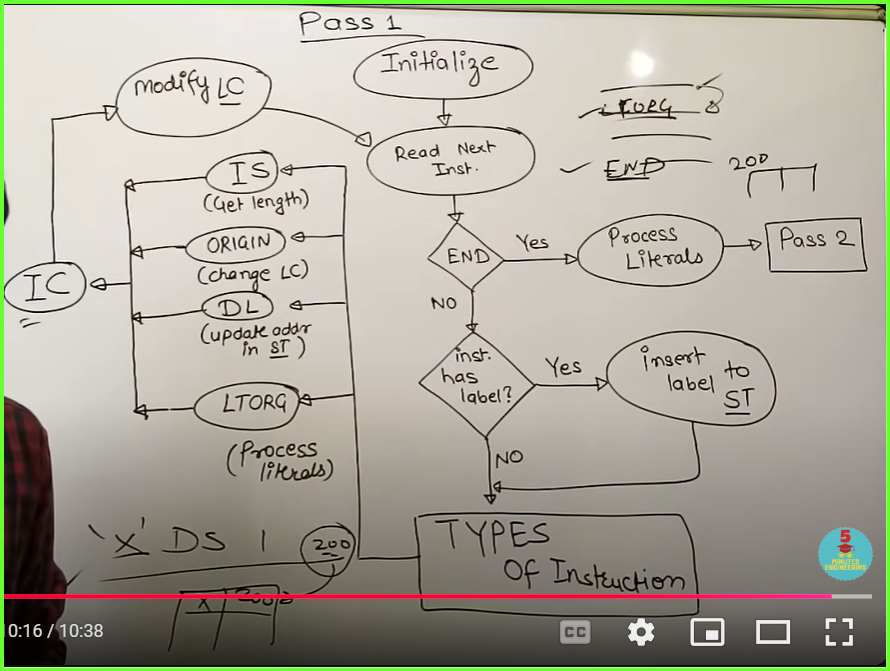 Pass 1
Initialize
modify LC
Read Next
Inst.
LTORG
END
200
IS
(Get length)
ORIGIN
(change LC)
DL
(update addr
in ST)
LTORG
(Process
literals)
IC
END
Yes
Process
Literals
Pass 2
NO
inst.
has
label?
Yes
insert
label to
ST
NO
TYPES
Of Instruction
'X' DS 1
200
X 200
5
MINUTES
ENGINEERING
10:16 / 10:38
CC